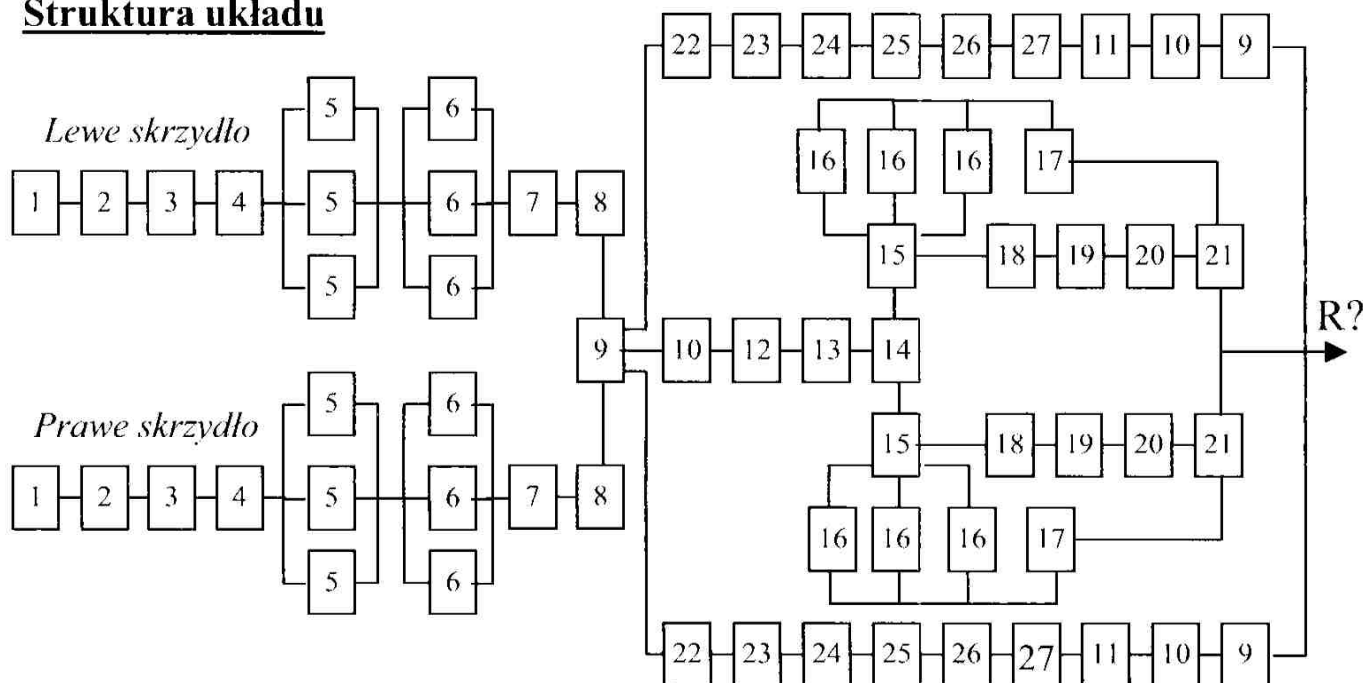 Struktura układu
22 23 24 25 26 27 11 10 9
5 6
Lewe skrzydło
16 16 16 17
1 2 3 4 5 6 7 8
15 18 19 20 21
5 6
R?
9 10 12 13 14
5 6
Prawe skrzydło
15 18 19 20 21
1 2 3 4 5 6 7 8
16 16 16 17
5 6
22 23 24 25 26 27 11 10 9